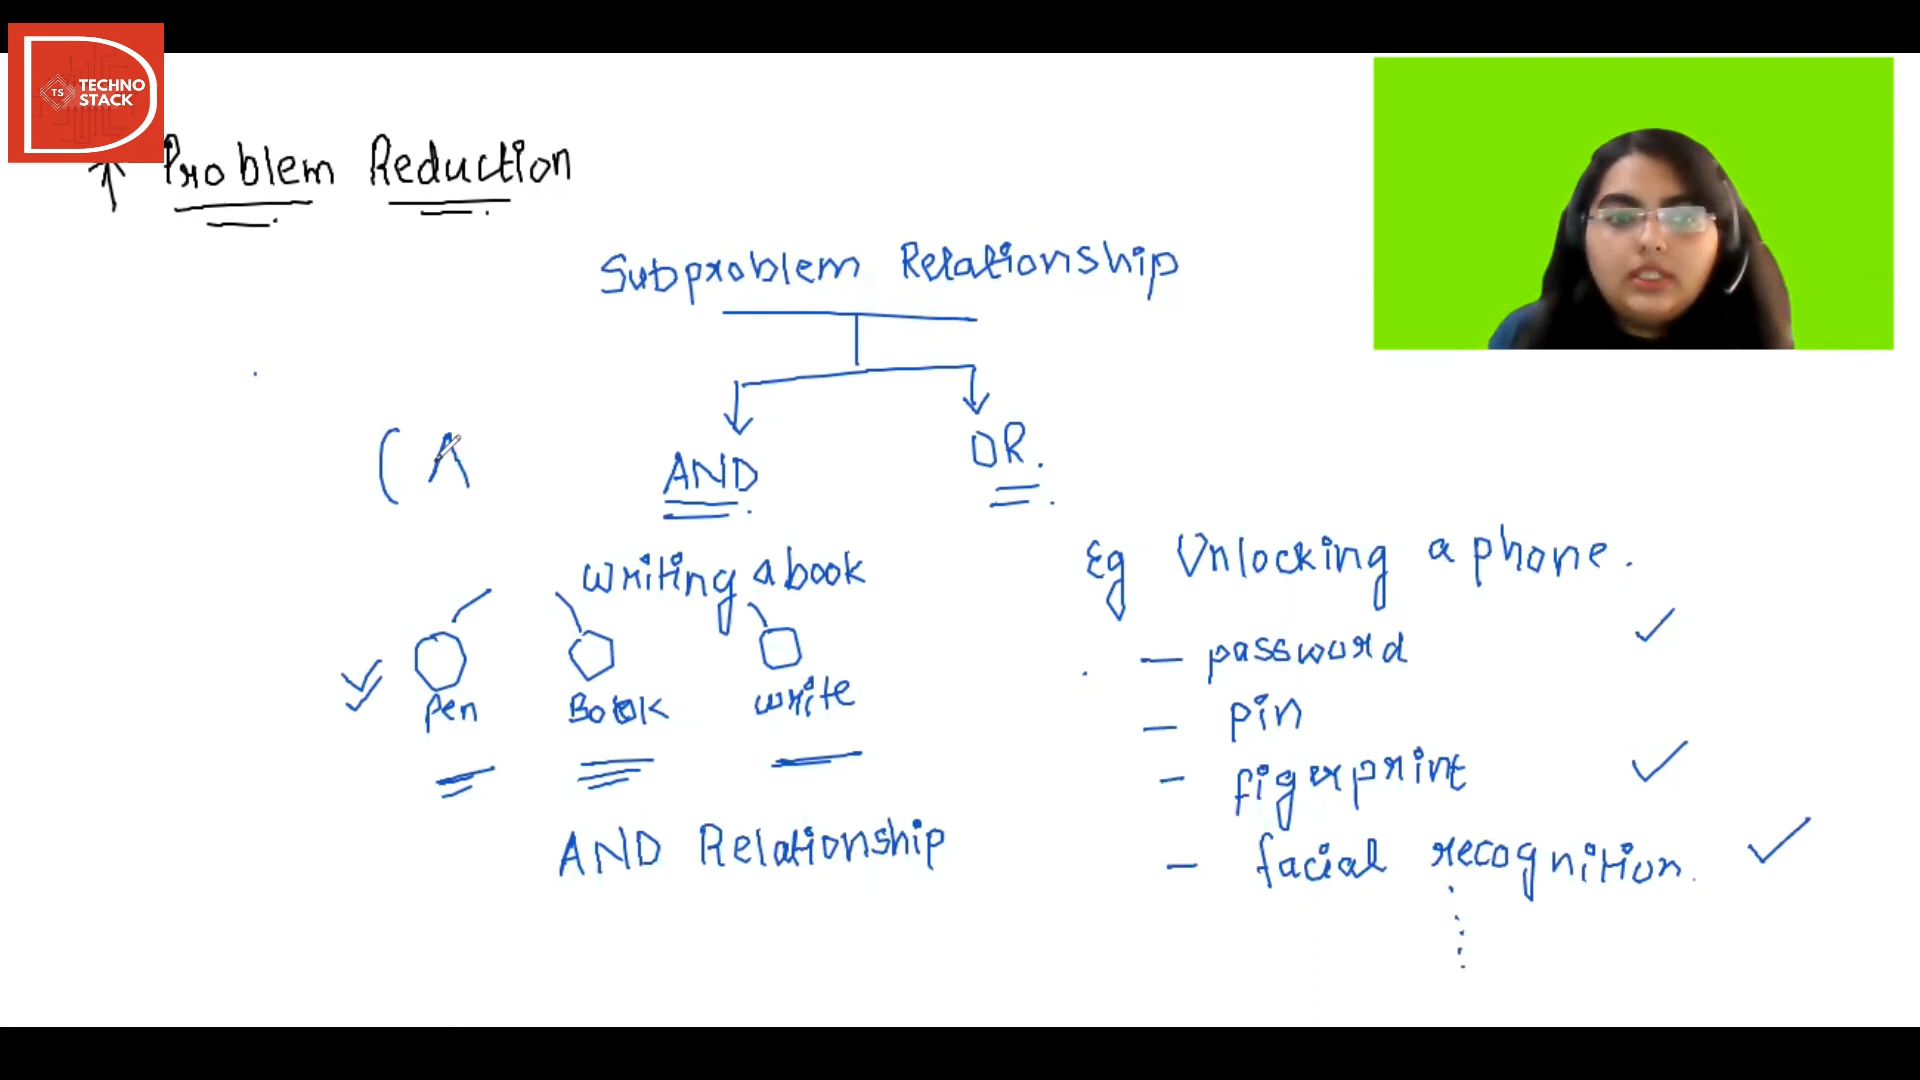 TS TECHNO
STACK
Problem Reduction
Subproblem Relationship
(A
AND
OR.
writing a book
Eg Unlocking a phone.
Pen Book write
- password
- pin
- figerprint
- facial recognition.
AND Relationship